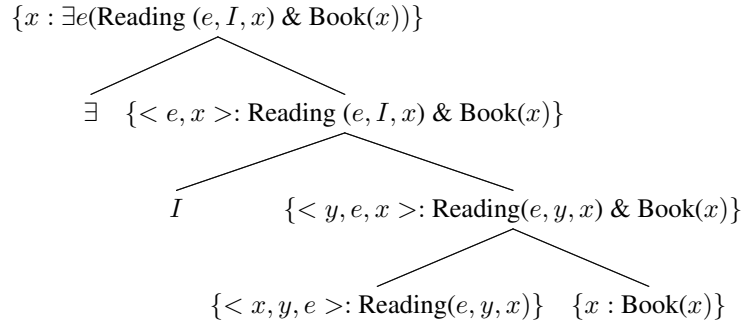 {x : ∃e(Reading (e, I, x) & Book(x))}
∃ {< e, x >: Reading (e, I, x) & Book(x)}
I {< y, e, x >: Reading(e, y, x) & Book(x)}
{< x, y, e >: Reading(e, y, x)} {x : Book(x)}